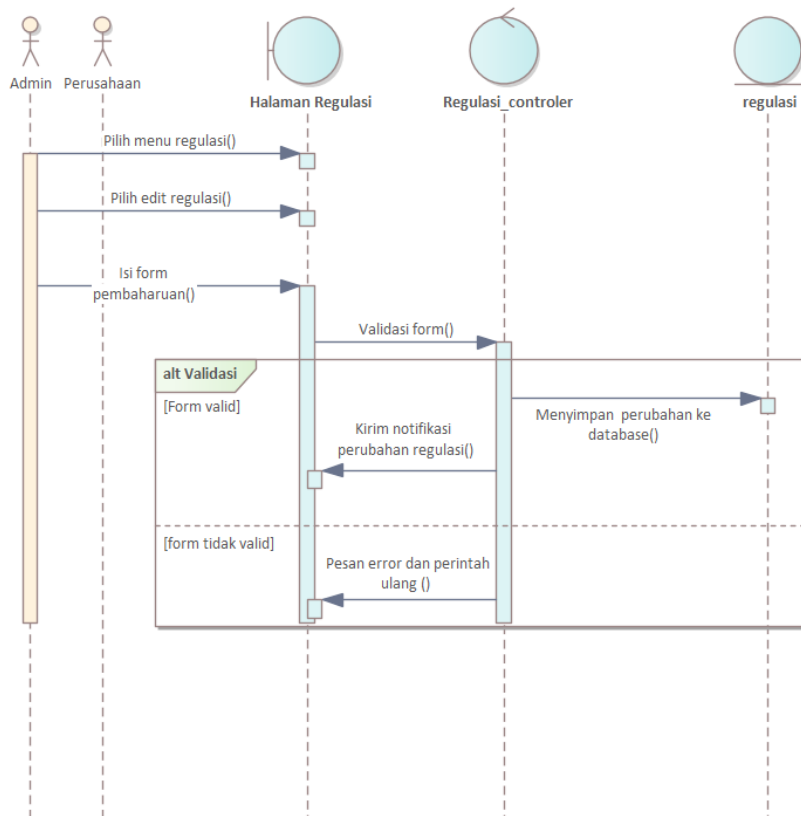 Admin
Perusahaan
Halaman Regulasi
Regulasi_controler
regulasi
Pilih menu regulasi()
Pilih edit regulasi()
Isi form
pembaharuan()
Validasi form()
alt Validasi
[Form valid]
Menyimpan perubahan ke
database()
Kirim notifikasi
perubahan regulasi()
[form tidak valid]
Pesan error dan perintah
ulang ()